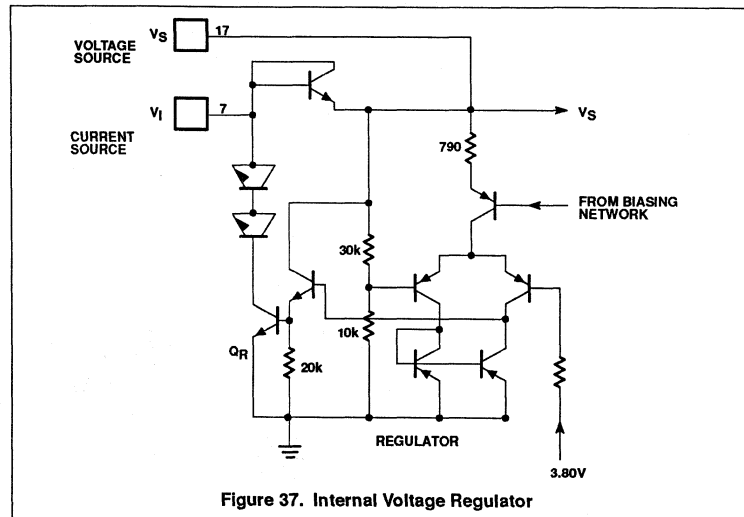 VS 17
VOLTAGE
SOURCE
VI 7
CURRENT
SOURCE
VS
790
FROM BIASING
NETWORK
30k
10k
QR
20k
REGULATOR
3.80V
Figure 37. Internal Voltage Regulator